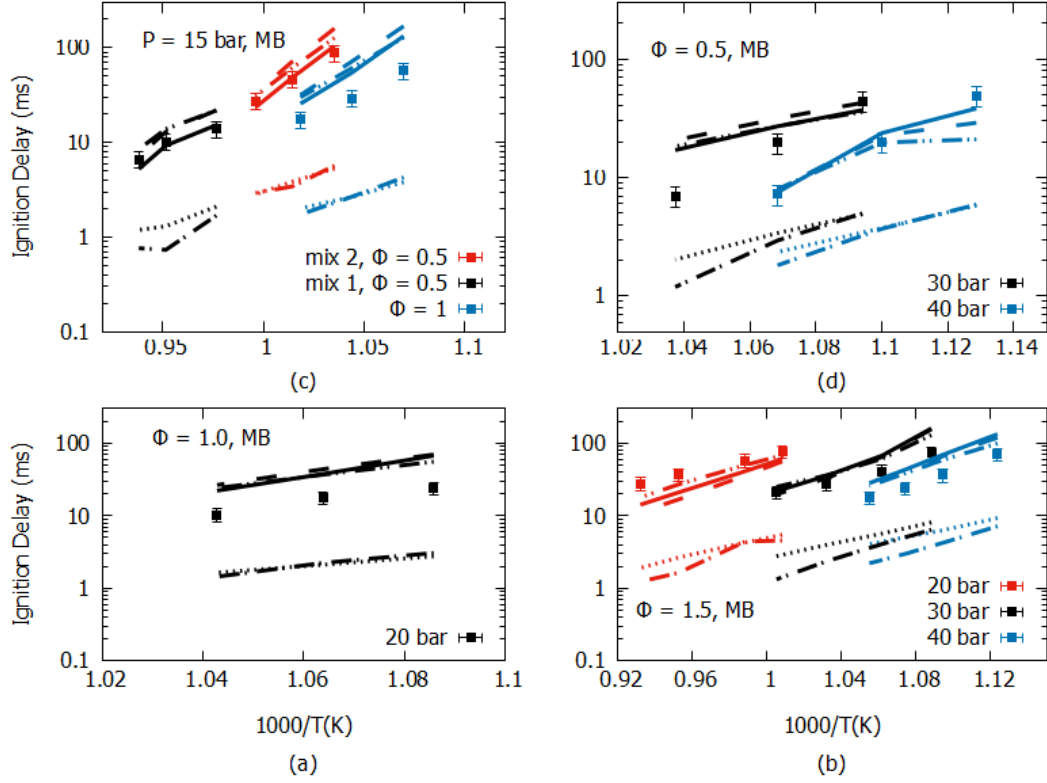 Ignition Delay (ms)
100
10
1
0.1
P = 15 bar, MB
mix 2, Φ = 0.5
mix 1, Φ = 0.5
Φ = 1
0.95 1 1.05 1.1
(c)
100
10
1
Φ = 0.5, MB
30 bar
40 bar
1.02 1.04 1.06 1.08 1.1 1.12 1.14
(d)
Ignition Delay (ms)
100
10
1
0.1
Φ = 1.0, MB
20 bar
1.02 1.04 1.06 1.08 1.1
1000/T(K)
(a)
100
10
1
0.1
Φ = 1.5, MB
20 bar
30 bar
40 bar
0.92 0.96 1 1.04 1.08 1.12
1000/T(K)
(b)